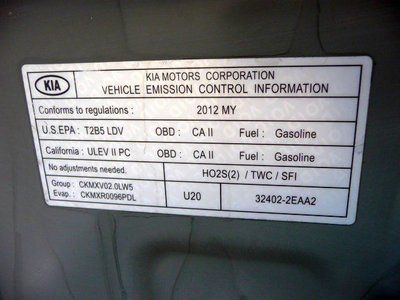 KIA
KIA MOTORS CORPORATION
VEHICLE EMISSION CONTROL INFORMATION
Conforms to regulations : 2012 MY
U.S.EPA : T2B5 LDV OBD : CA II Fuel : Gasoline
California : ULEV II PC OBD : CA II Fuel : Gasoline
No adjustments needed. HO2S(2) / TWC / SFI
Group : CKMXV02.0LW5
Evap. : CKMXR0096PDL U20 32402-2EAA2